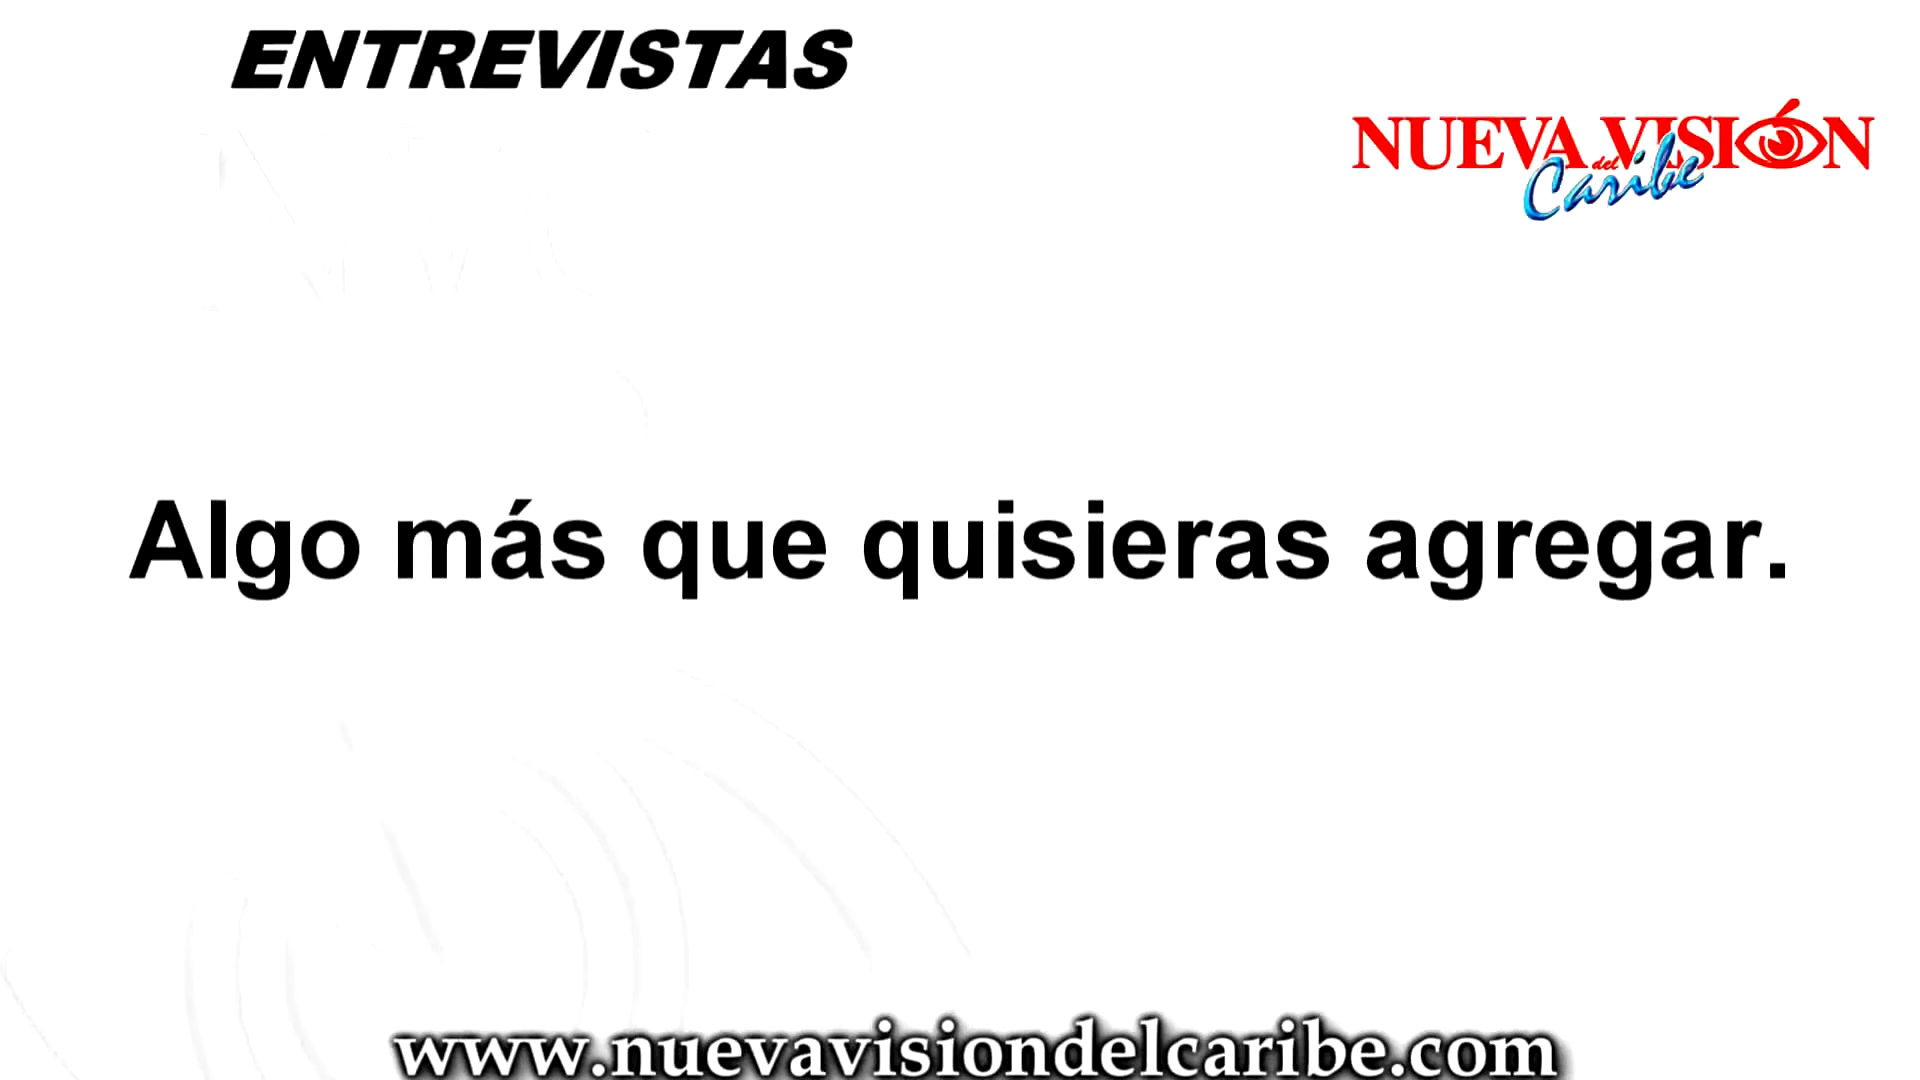 ENTREVISTAS
NUEVA VISIÓN
del Caribe
Algo más que quisieras agregar.
www.nuevavisiondelcaribe.com